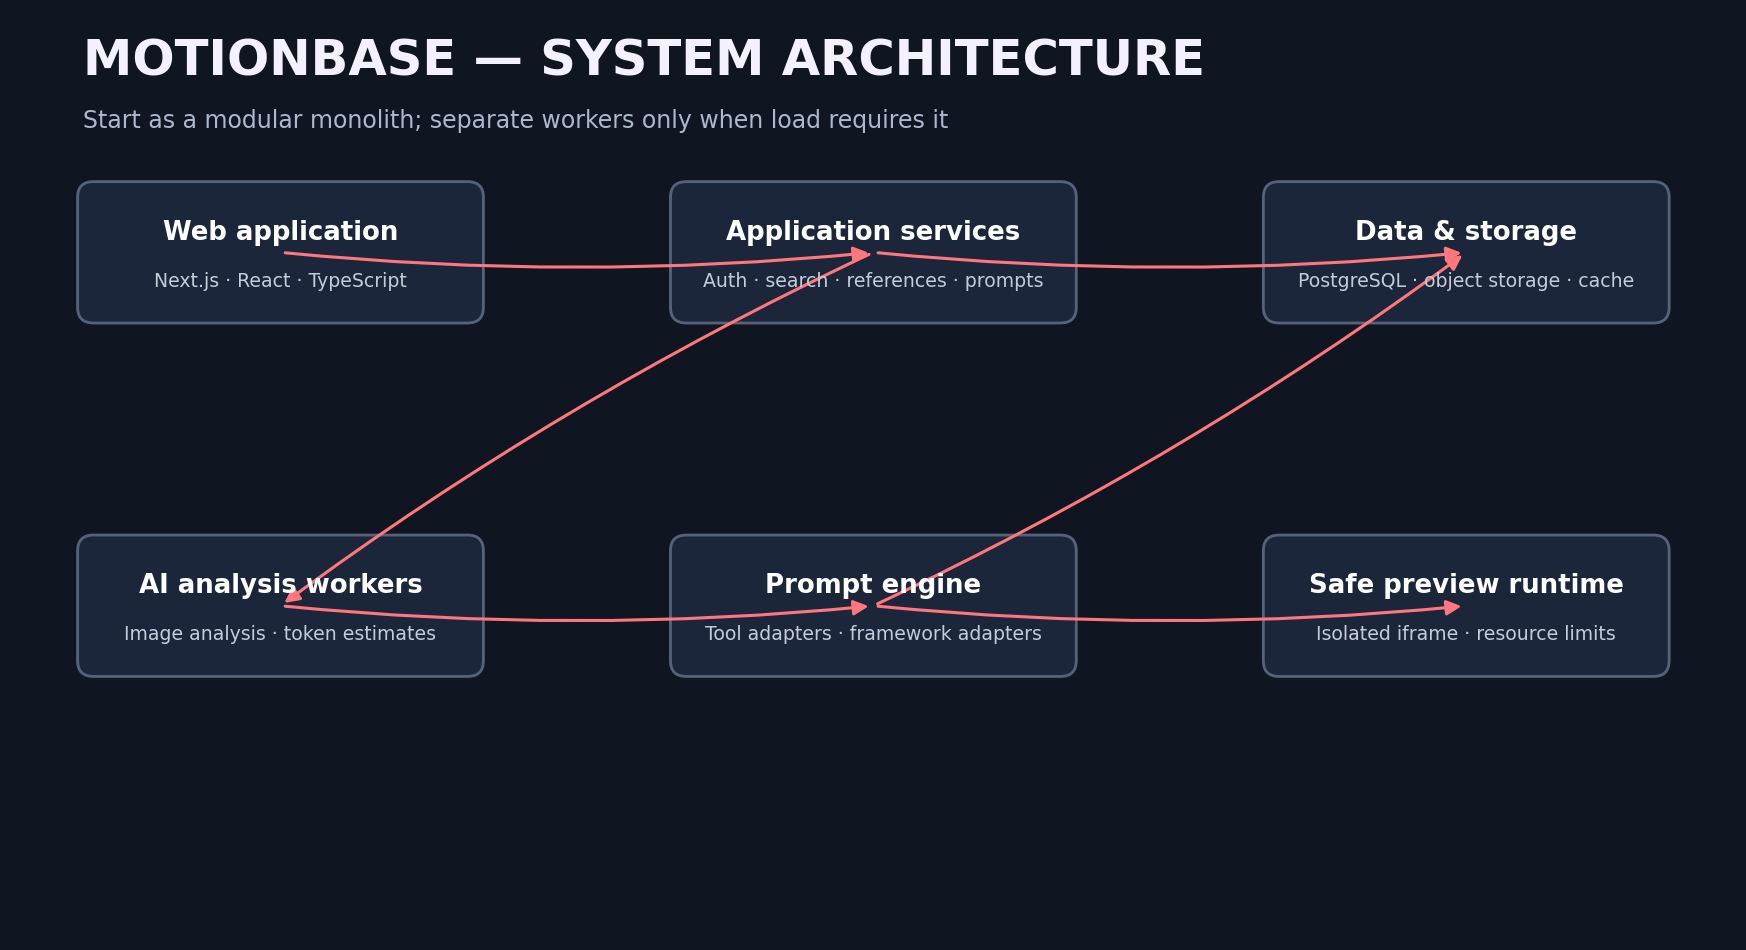 MOTIONBASE — SYSTEM ARCHITECTURE
Start as a modular monolith; separate workers only when load requires it
Web application
Next.js · React · TypeScript
Application services
Auth · search · references · prompts
Data & storage
PostgreSQL · object storage · cache
AI analysis workers
Image analysis · token estimates
Prompt engine
Tool adapters · framework adapters
Safe preview runtime
Isolated iframe · resource limits